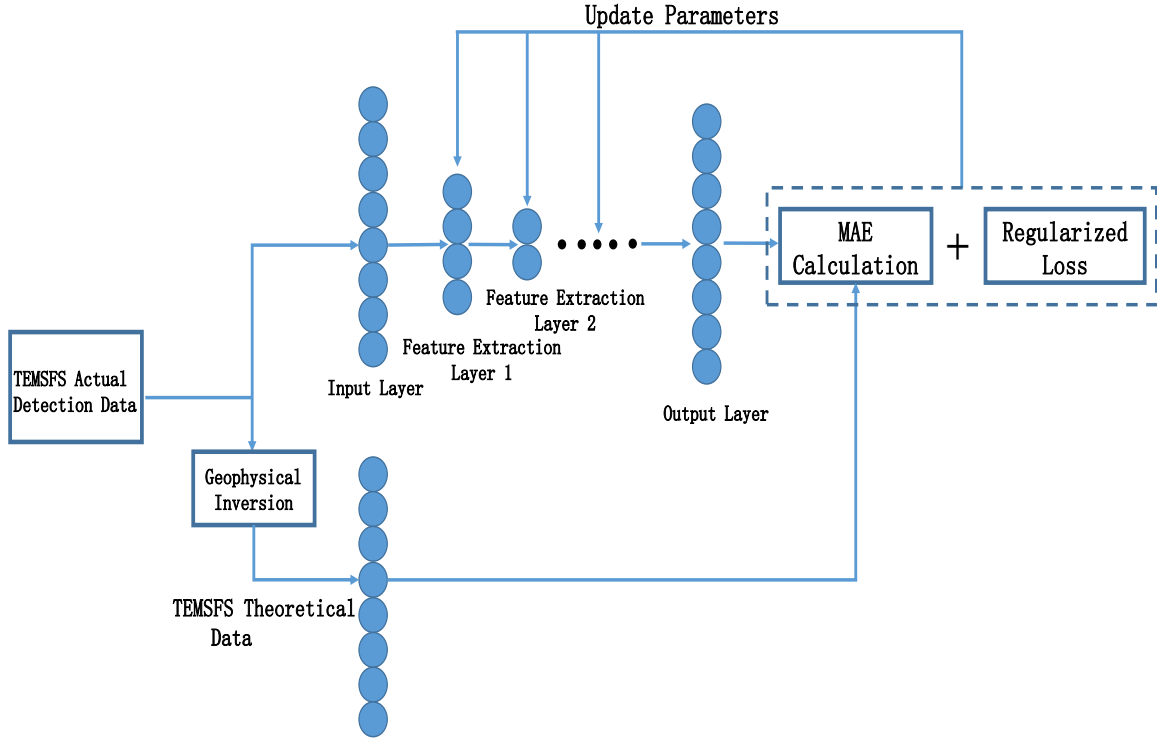 Update Parameters
MAE
Calculation
+
Regularized
Loss
Feature Extraction
Layer 2
Feature Extraction
Layer 1
Input Layer
Output Layer
TEMSFS Actual
Detection Data
Geophysical
Inversion
TEMSFS Theoretical
Data